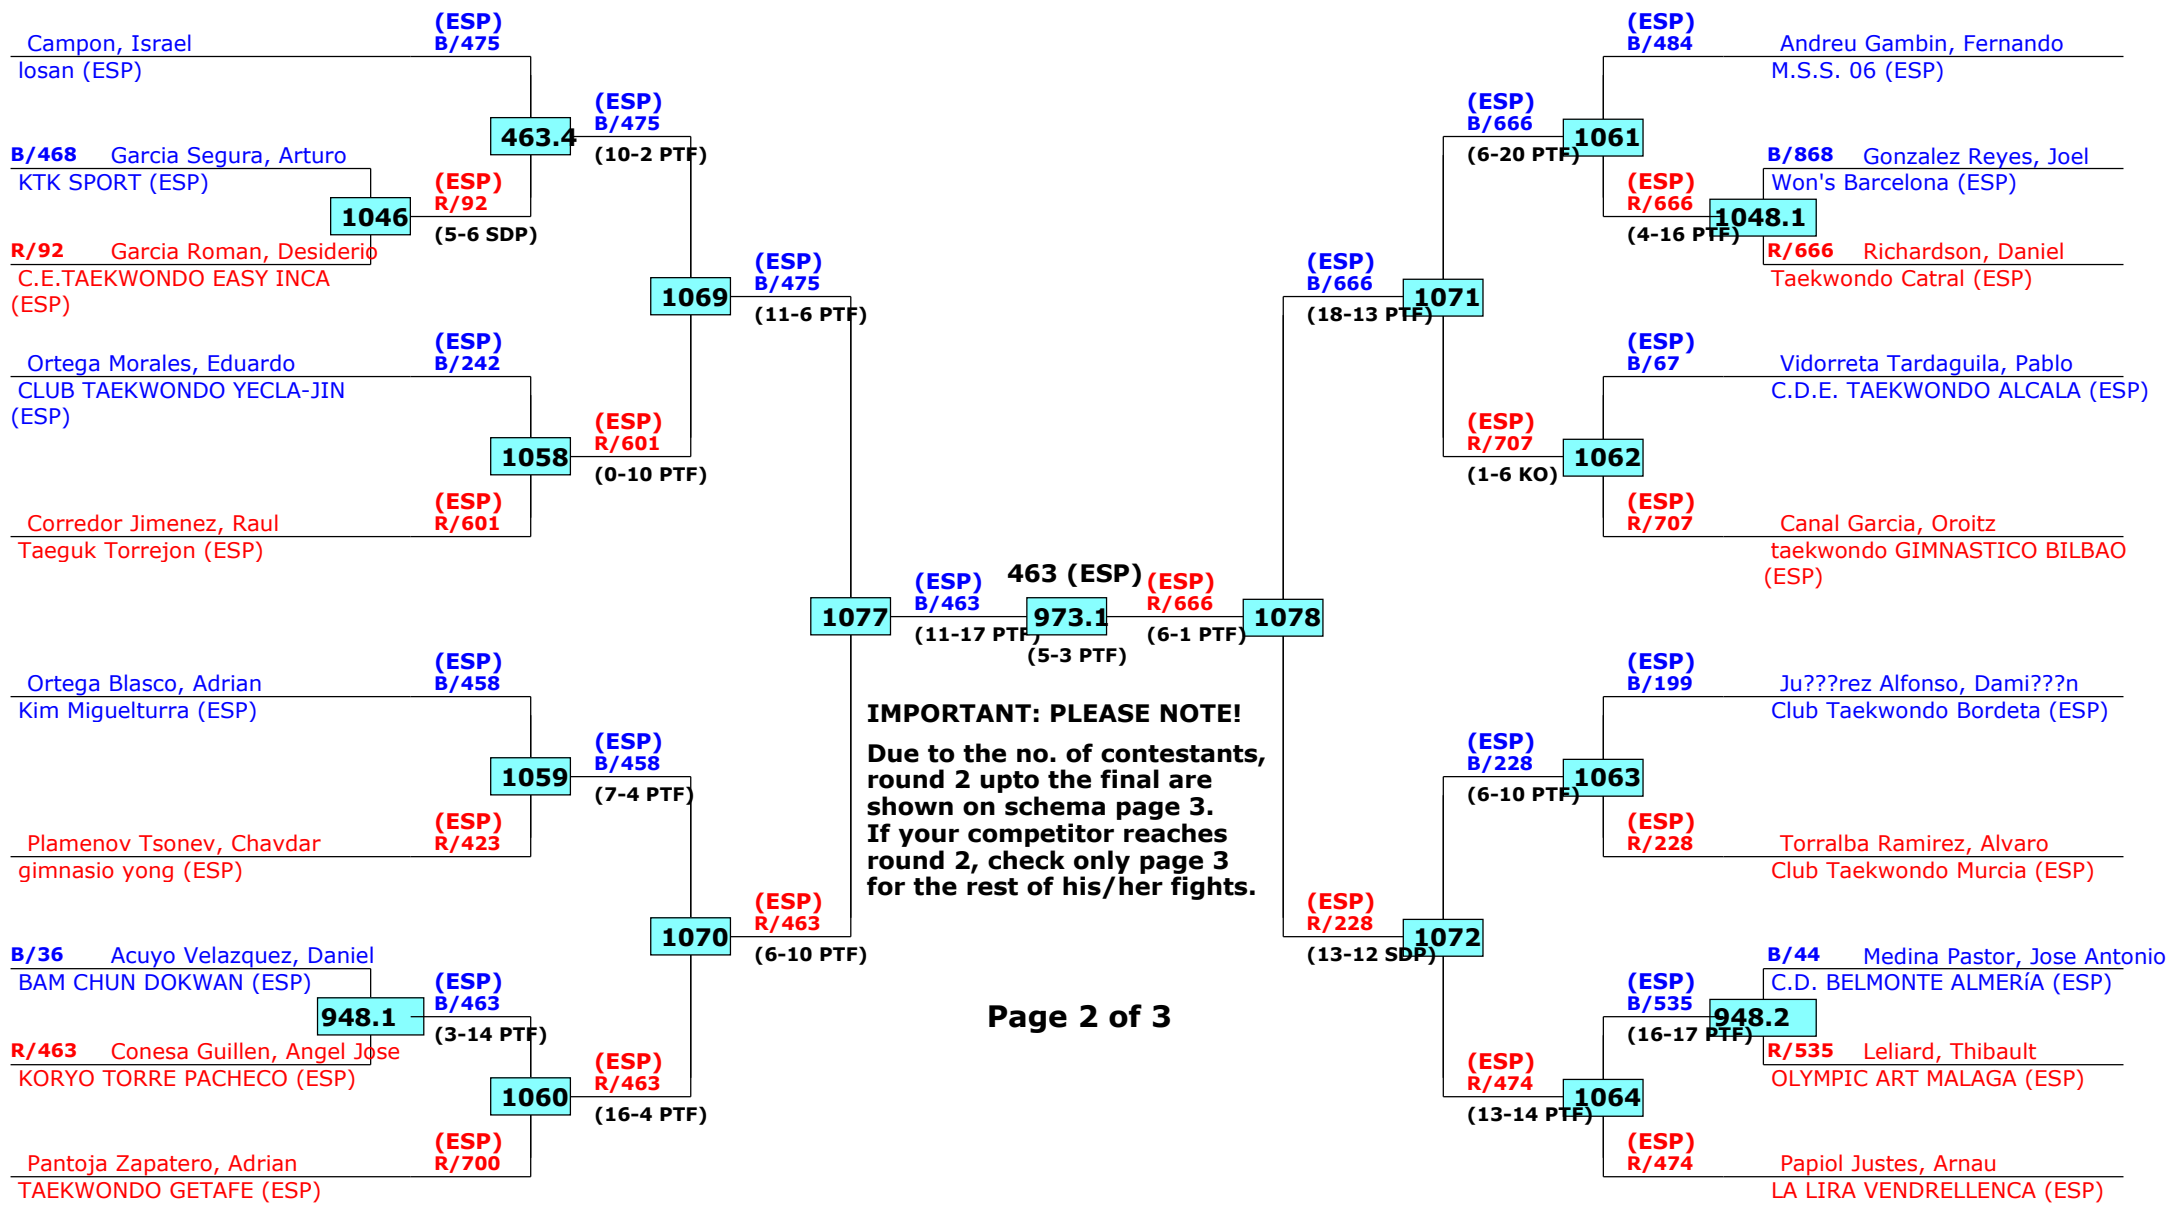 (ESP)
B/475
Campon, Israel
losan (ESP)
463.4
(ESP)
B/475
(10-2 PTF)
B/468 Garcia Segura, Arturo
KTK SPORT (ESP)
1046
(ESP)
R/92
(5-6 SDP)
R/92 Garcia Roman, Desiderio
C.E.TAEKWONDO EASY INCA
(ESP)
1069
(ESP)
B/475
(11-6 PTF)
(ESP)
B/242
Ortega Morales, Eduardo
CLUB TAEKWONDO YECLA-JIN
(ESP)
1058
(ESP)
R/601
(0-10 PTF)
(ESP)
R/601
Corredor Jimenez, Raul
Taeguk Torrejon (ESP)
1077
(ESP)
B/463
(11-17 PTF)
463 (ESP)
973.1
(5-3 PTF)
(ESP)
R/666
(6-1 PTF)
1078
(ESP)
B/458
Ortega Blasco, Adrian
Kim Miguelturra (ESP)
1059
(ESP)
B/458
(7-4 PTF)
(ESP)
R/423
Plamenov Tsonev, Chavdar
gimnasio yong (ESP)
1070
(ESP)
R/463
(6-10 PTF)
B/36 Acuyo Velazquez, Daniel
BAM CHUN DOKWAN (ESP)
948.1
(ESP)
B/463
(3-14 PTF)
R/463 Conesa Guillen, Angel Jose
KORYO TORRE PACHECO (ESP)
1060
(ESP)
R/463
(16-4 PTF)
(ESP)
R/700
Pantoja Zapatero, Adrian
TAEKWONDO GETAFE (ESP)
IMPORTANT: PLEASE NOTE!
Due to the no. of contestants,
round 2 upto the final are
shown on schema page 3.
If your competitor reaches
round 2, check only page 3
for the rest of his/her fights.
Page 2 of 3
(ESP)
B/484
Andreu Gambin, Fernando
M.S.S. 06 (ESP)
(ESP)
B/666
(6-20 PTF)
1061
B/868 Gonzalez Reyes, Joel
Won's Barcelona (ESP)
(ESP)
R/666
(4-16 PTF)
1048.1
R/666 Richardson, Daniel
Taekwondo Catral (ESP)
(ESP)
B/666
(18-13 PTF)
1071
(ESP)
B/67
Vidorreta Tardaguila, Pablo
C.D.E. TAEKWONDO ALCALA (ESP)
(ESP)
R/707
(1-6 KO)
1062
(ESP)
R/707
Canal Garcia, Oroitz
taekwondo GIMNASTICO BILBAO
(ESP)
(ESP)
B/199
Ju???rez Alfonso, Dami???n
Club Taekwondo Bordeta (ESP)
(ESP)
B/228
(6-10 PTF)
1063
(ESP)
R/228
Torralba Ramirez, Alvaro
Club Taekwondo Murcia (ESP)
(ESP)
R/228
(13-12 SDP)
1072
B/44 Medina Pastor, Jose Antonio
C.D. BELMONTE ALMERíA (ESP)
(ESP)
B/535
(16-17 PTF)
948.2
R/535 Leliard, Thibault
OLYMPIC ART MALAGA (ESP)
(ESP)
R/474
(13-14 PTF)
1064
(ESP)
R/474
Papiol Justes, Arnau
LA LIRA VENDRELLENCA (ESP)